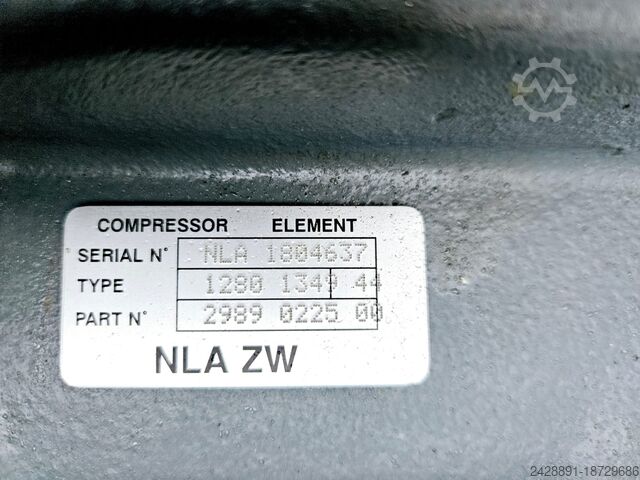 COMPRESSOR ELEMENT
SERIAL N° NLA 1804637
TYPE 1280 1349 44
PART N° 2989 0225 00
NLA ZW
2428891-18729686